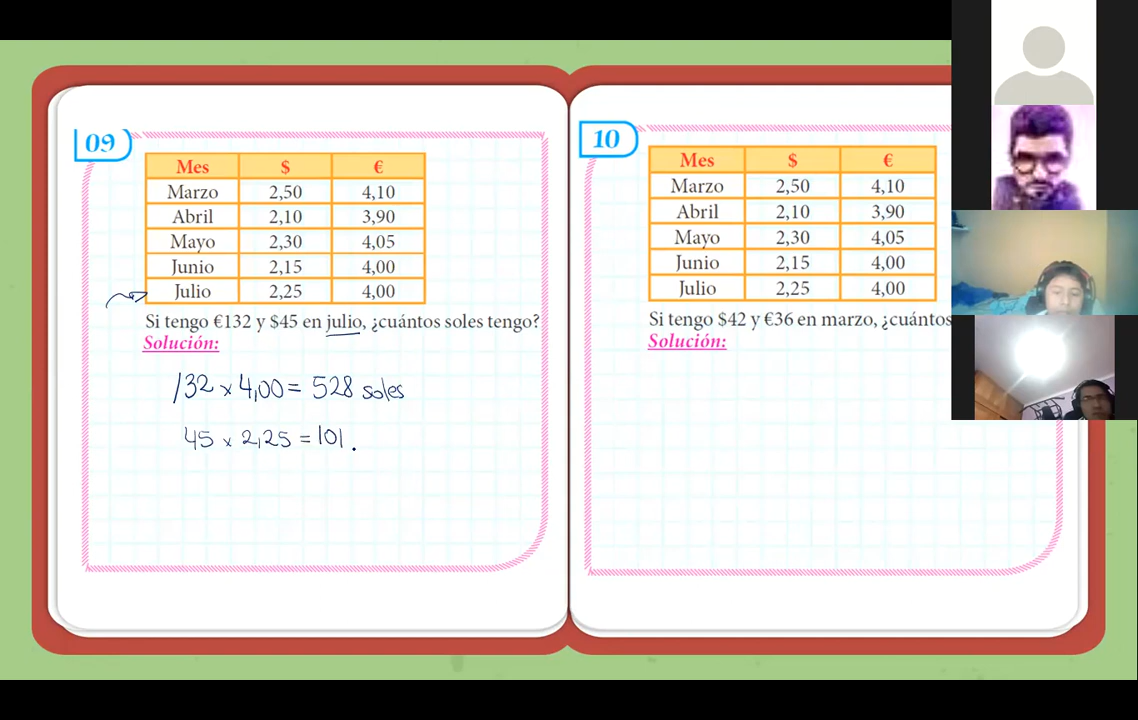 09
Mes $ €
Marzo 2,50 4,10
Abril 2,10 3,90
Mayo 2,30 4,05
Junio 2,15 4,00
Julio 2,25 4,00
Si tengo €132 y $45 en julio, ¿cuántos soles tengo?
Solución:
132 x 4,00 = 528 soles
45 x 2,25 = 101.
10
Mes $ €
Marzo 2,50 4,10
Abril 2,10 3,90
Mayo 2,30 4,05
Junio 2,15 4,00
Julio 2,25 4,00
Si tengo $42 y €36 en marzo, ¿cuántos
Solución: